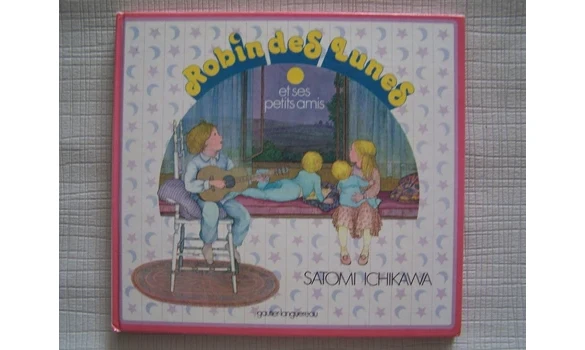 Robin des Lunes
et ses
petits amis
SATOMI ICHIKAWA
gautier-languereau